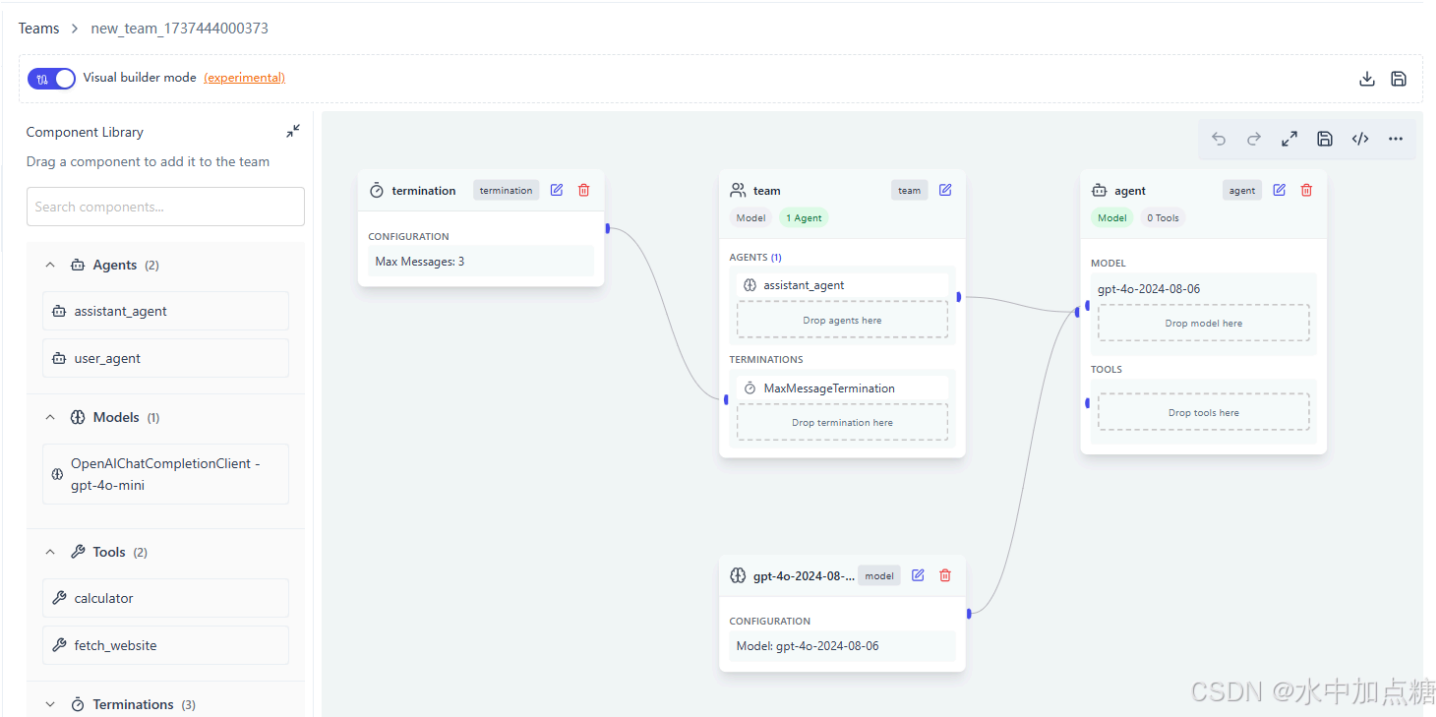 Teams > new_team_1737444000373
Visual builder mode (experimental)
Component Library
Drag a component to add it to the team
Search components...
Agents (2)
assistant_agent
user_agent
Models (1)
OpenAIChatCompletionClient -
gpt-4o-mini
Tools (2)
calculator
fetch_website
Terminations (3)
termination termination
CONFIGURATION
Max Messages: 3
team team
Model 1 Agent
AGENTS (1)
assistant_agent
Drop agents here
TERMINATIONS
MaxMessageTermination
Drop termination here
agent agent
Model 0 Tools
MODEL
gpt-4o-2024-08-06
Drop model here
TOOLS
Drop tools here
gpt-4o-2024-08-... model
CONFIGURATION
Model: gpt-4o-2024-08-06
CSDN @水中加点糖